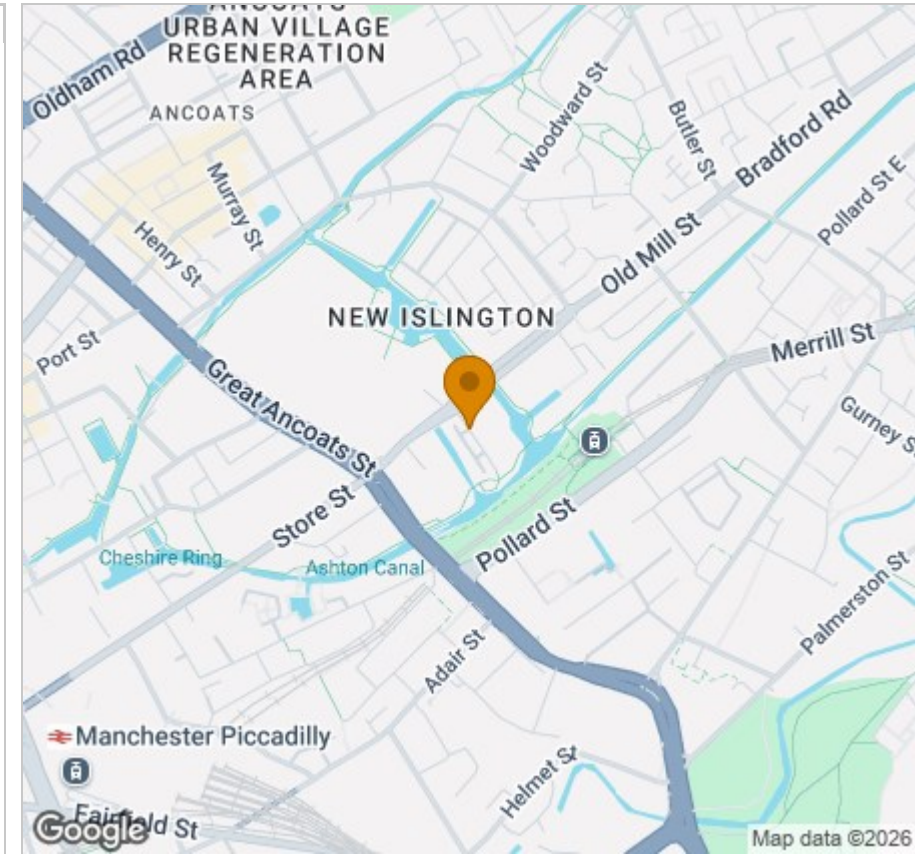 ANCOATS
URBAN VILLAGE
REGENERATION
AREA
Oldham Rd
ANCOATS
Woodward St
Butler St
Bradford Rd
Pollard St E
Murray St
Henry St
Old Mill St
NEW ISLINGTON
Port St
Merrill St
Great Ancoats St
Gurney St
Store St
Pollard St
Cheshire Ring
Ashton Canal
Palmerston St
Adair St
Manchester Piccadilly
Helmet St
Fairfield St
Google
Map data ©2026